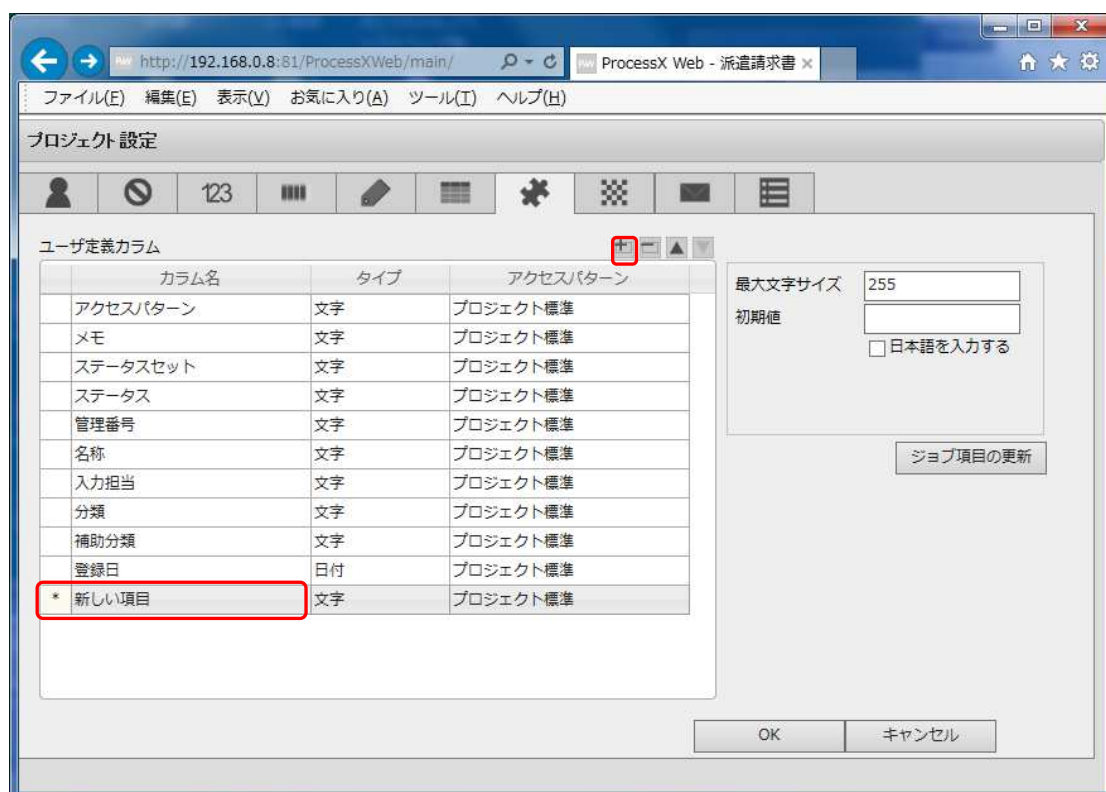 http://192.168.0.8:81/ProcessXWeb/main/
ProcessX Web - 派遣請求書
ファイル(F) 編集(E) 表示(V) お気に入り(A) ツール(T) ヘルプ(H)
プロジェクト設定
123
ユーザ定義カラム
カラム名 タイプ アクセスパターン
アクセスパターン 文字 プロジェクト標準
メモ 文字 プロジェクト標準
ステータスセット 文字 プロジェクト標準
ステータス 文字 プロジェクト標準
管理番号 文字 プロジェクト標準
名称 文字 プロジェクト標準
入力担当 文字 プロジェクト標準
分類 文字 プロジェクト標準
補助分類 文字 プロジェクト標準
登録日 日付 プロジェクト標準
* 新しい項目 文字 プロジェクト標準
最大文字サイズ 255
初期値
日本語を入力する
ジョブ項目の更新
OK キャンセル